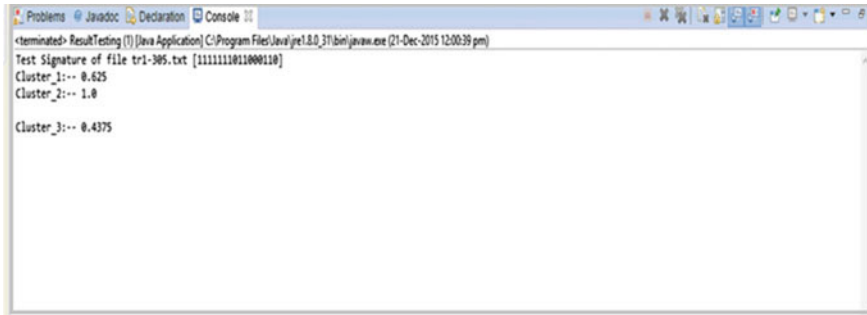 Problems Javadoc Declaration Console
<terminated> ResultTesting (1) [Java Application] C:\Program Files\Java\jre1.8.0_31\bin\javaw.exe (21-Dec-2015 12:00:39 pm)
Test Signature of file tr1-305.txt [1111111011000110]
Cluster_1:-- 0.625
Cluster_2:-- 1.0
Cluster_3:-- 0.4375